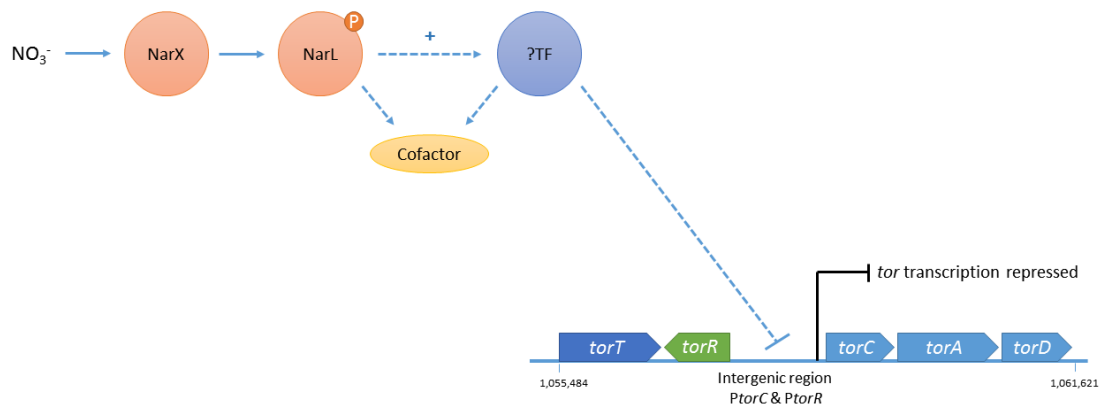 NO₃⁻
NarX
NarL
P
+
?TF
Cofactor
tor transcription repressed
torT
torR
torC
torA
torD
1,055,484
Intergenic region
PtorC & PtorR
1,061,621